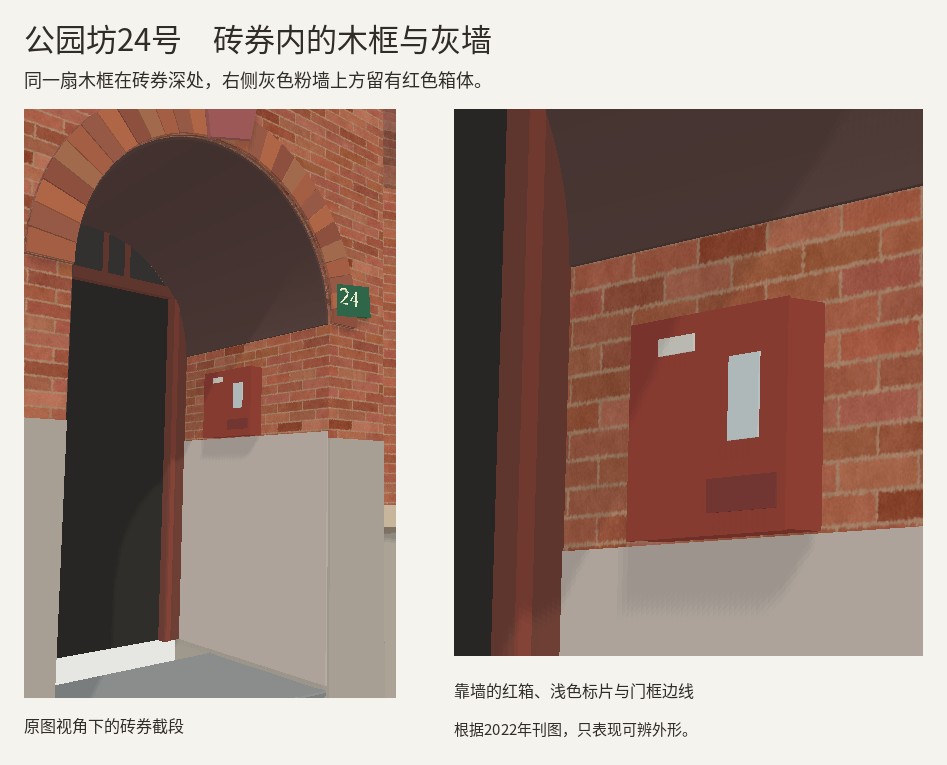 公园坊24号　砖券内的木框与灰墙
同一扇木框在砖券深处，右侧灰色粉墙上方留有红色箱体。
24
原图视角下的砖券截段
靠墙的红箱、浅色标片与门框边线
根据2022年刊图，只表现可辨外形。